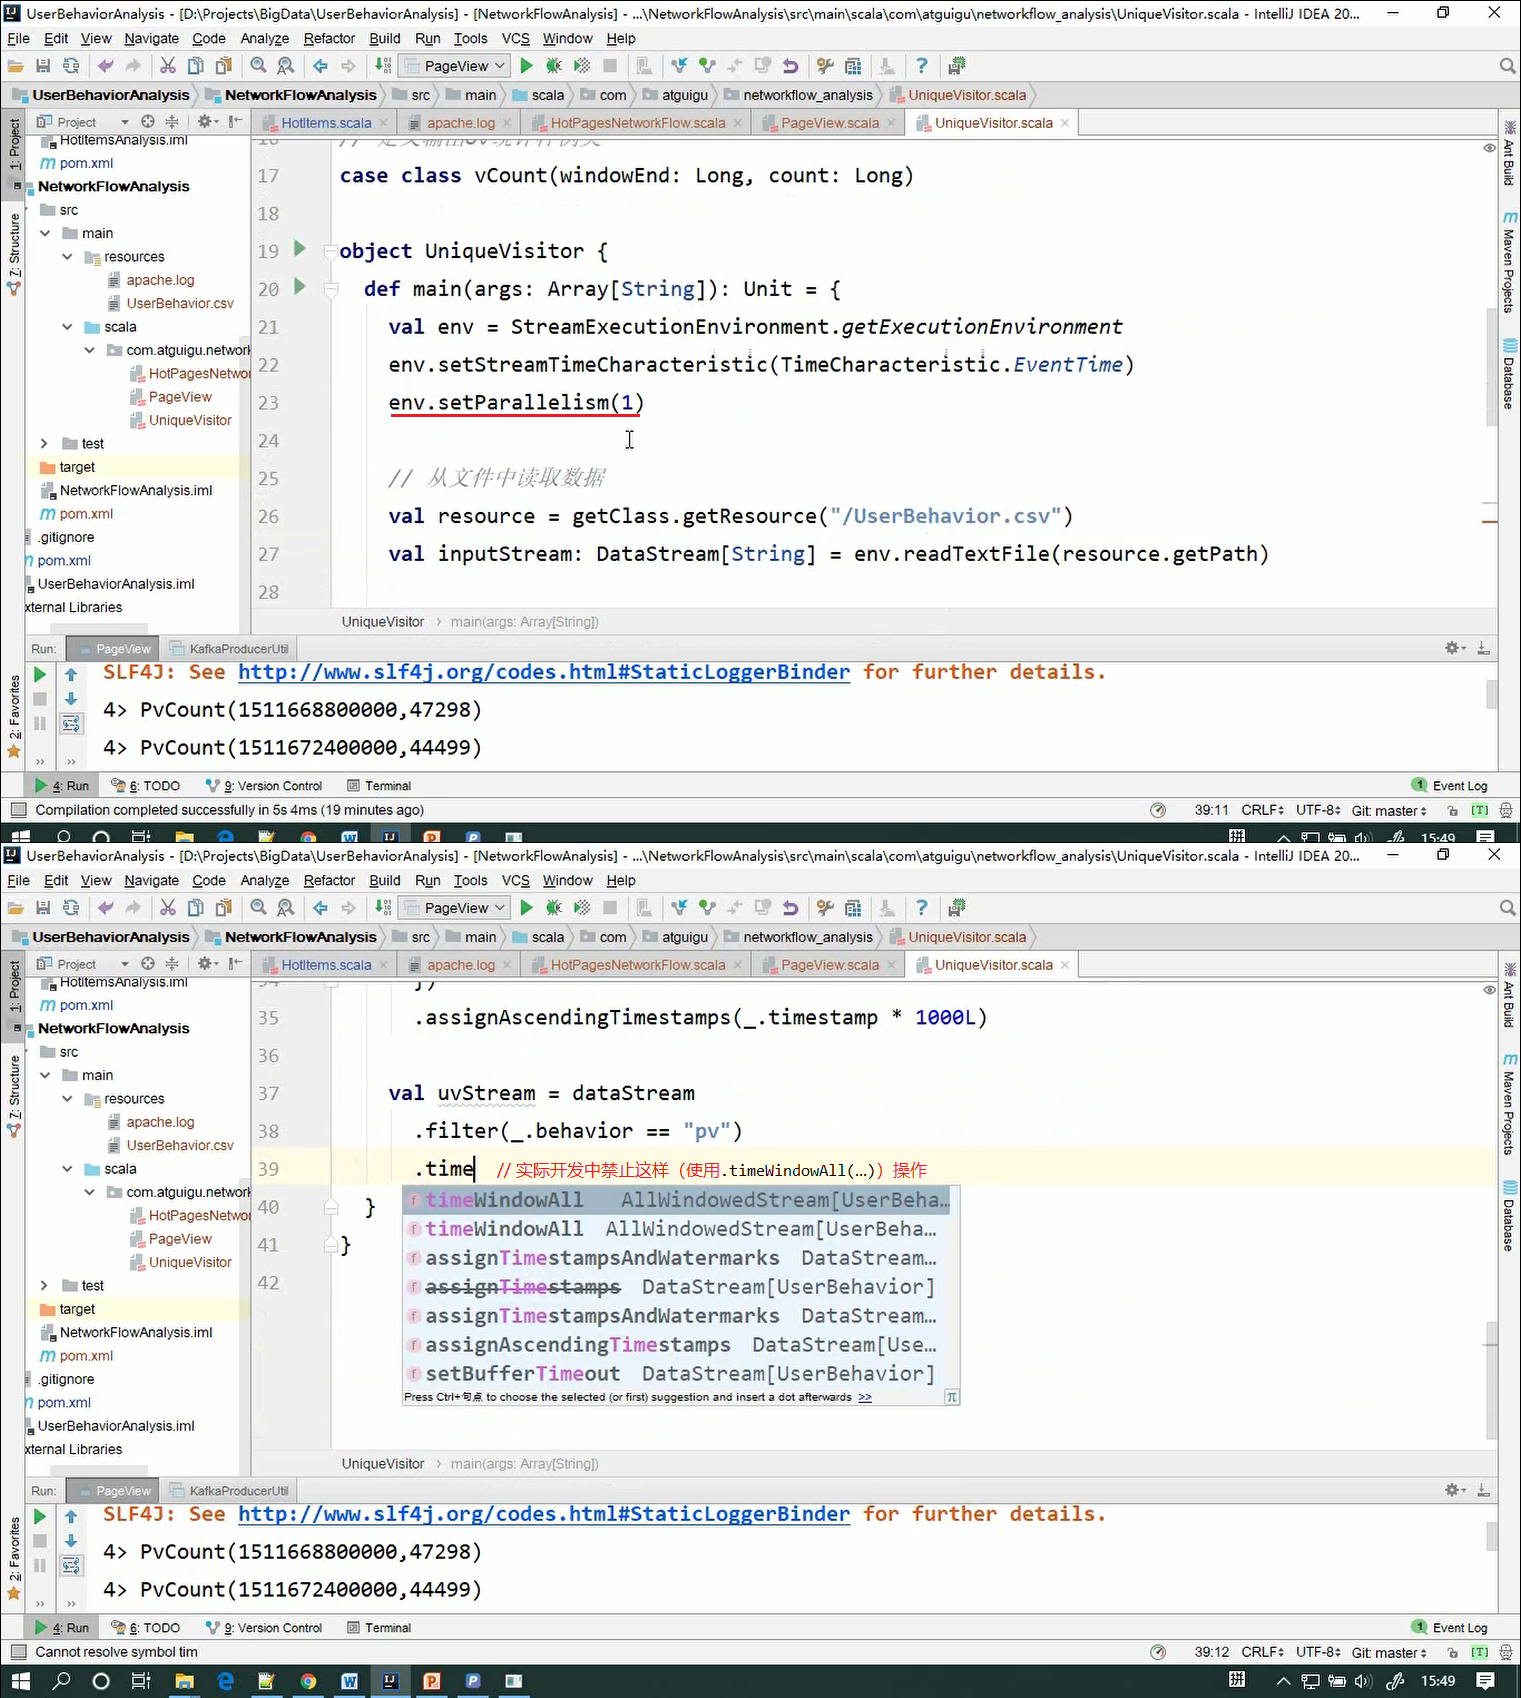 UserBehaviorAnalysis - [D:\Projects\BigData\UserBehaviorAnalysis] - [NetworkFlowAnalysis] - ...\NetworkFlowAnalysis\src\main\scala\com\atguigu\networkflow_analysis\UniqueVisitor.scala - IntelliJ IDEA 20...
File Edit View Navigate Code Analyze Refactor Build Run Tools VCS Window Help
PageView
UserBehaviorAnalysis NetworkFlowAnalysis src main scala com atguigu networkflow_analysis UniqueVisitor.scala
Project HotItems.scala apache.log HotPagesNetworkFlow.scala PageView.scala UniqueVisitor.scala
1: Project
7: Structure
2: Favorites
Ant Build
Maven Projects
Database
HotItemsAnalysis.iml
pom.xml
NetworkFlowAnalysis
src
main
resources
apache.log
UserBehavior.csv
scala
com.atguigu.network
HotPagesNetwor
PageView
UniqueVisitor
test
target
NetworkFlowAnalysis.iml
pom.xml
.gitignore
pom.xml
UserBehaviorAnalysis.iml
xternal Libraries
17 case class vCount(windowEnd: Long, count: Long)
18
19 object UniqueVisitor {
20 def main(args: Array[String]): Unit = {
21 val env = StreamExecutionEnvironment.getExecutionEnvironment
22 env.setStreamTimeCharacteristic(TimeCharacteristic.EventTime)
23 env.setParallelism(1)
24
25 // 从文件中读取数据
26 val resource = getClass.getResource("/UserBehavior.csv")
27 val inputStream: DataStream[String] = env.readTextFile(resource.getPath)
28
UniqueVisitor › main(args: Array[String])
Run: PageView KafkaProducerUtil
SLF4J: See http://www.slf4j.org/codes.html#StaticLoggerBinder for further details.
4> PvCount(1511668800000,47298)
4> PvCount(1511672400000,44499)
4: Run 6: TODO 9: Version Control Terminal 1 Event Log
Compilation completed successfully in 5s 4ms (19 minutes ago) 39:11 CRLF UTF-8 Git: master [T]
拼 15:49
UserBehaviorAnalysis - [D:\Projects\BigData\UserBehaviorAnalysis] - [NetworkFlowAnalysis] - ...\NetworkFlowAnalysis\src\main\scala\com\atguigu\networkflow_analysis\UniqueVisitor.scala - IntelliJ IDEA 20...
File Edit View Navigate Code Analyze Refactor Build Run Tools VCS Window Help
PageView
UserBehaviorAnalysis NetworkFlowAnalysis src main scala com atguigu networkflow_analysis UniqueVisitor.scala
Project HotItems.scala apache.log HotPagesNetworkFlow.scala PageView.scala UniqueVisitor.scala
1: Project
7: Structure
2: Favorites
Ant Build
Maven Projects
Database
HotItemsAnalysis.iml
pom.xml
NetworkFlowAnalysis
src
main
resources
apache.log
UserBehavior.csv
scala
com.atguigu.network
HotPagesNetwor
PageView
UniqueVisitor
test
target
NetworkFlowAnalysis.iml
pom.xml
.gitignore
pom.xml
UserBehaviorAnalysis.iml
xternal Libraries
34 })
35 .assignAscendingTimestamps(_.timestamp * 1000L)
36
37 val uvStream = dataStream
38 .filter(_.behavior == "pv")
39 .time // 实际开发中禁止这样（使用.timeWindowAll(…)）操作
40 }
41 }
42
timeWindowAll AllWindowedStream[UserBeha…
timeWindowAll AllWindowedStream[UserBeha…
assignTimestampsAndWatermarks DataStream…
assignTimestamps DataStream[UserBehavior]
assignTimestampsAndWatermarks DataStream…
assignAscendingTimestamps DataStream[Use…
setBufferTimeout DataStream[UserBehavior]
Press Ctrl+句点 to choose the selected (or first) suggestion and insert a dot afterwards >>
UniqueVisitor › main(args: Array[String])
Run: PageView KafkaProducerUtil
SLF4J: See http://www.slf4j.org/codes.html#StaticLoggerBinder for further details.
4> PvCount(1511668800000,47298)
4> PvCount(1511672400000,44499)
4: Run 6: TODO 9: Version Control Terminal 1 Event Log
Cannot resolve symbol tim 39:12 CRLF UTF-8 Git: master [T]
拼 15:49